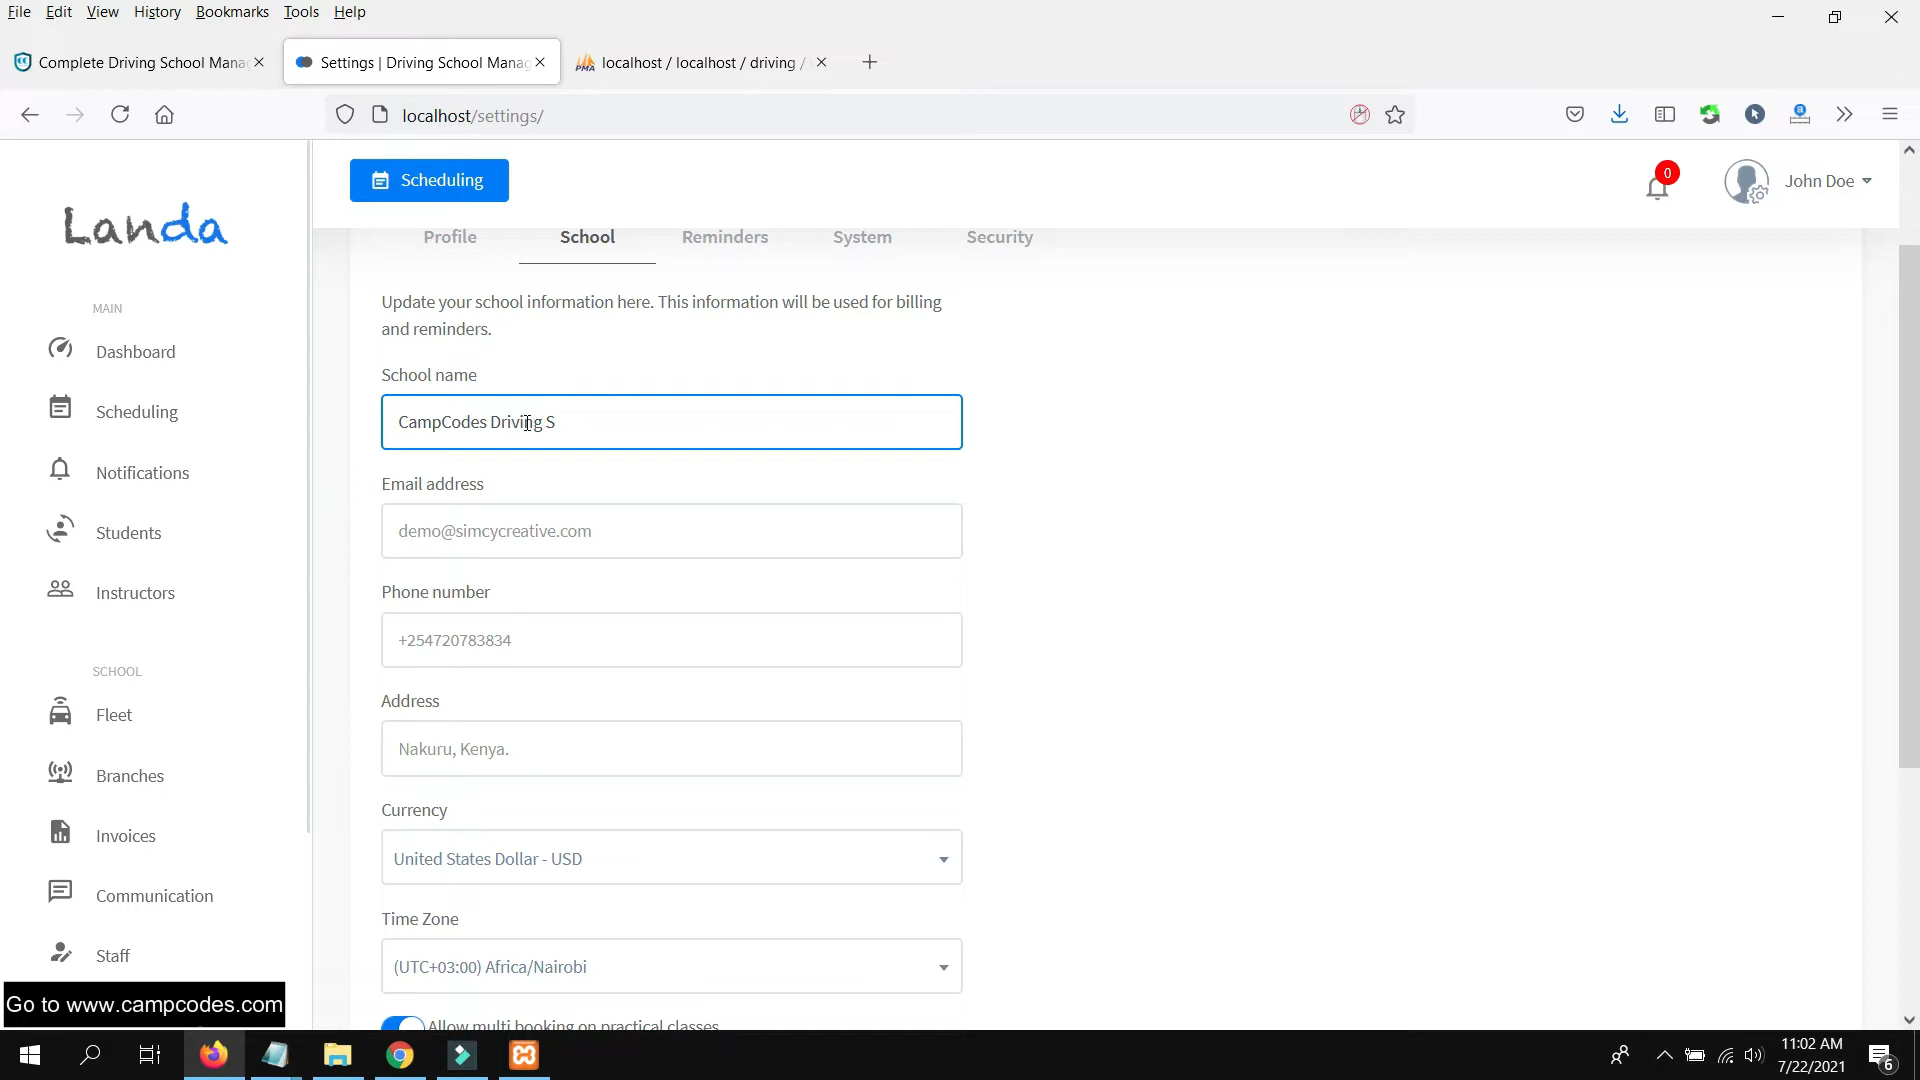 File Edit View History Bookmarks Tools Help
Complete Driving School Mana
Settings | Driving School Manag
PMA localhost / localhost / driving /
localhost/settings/
Scheduling
0
John Doe
Landa
Profile School Reminders System Security
MAIN
Dashboard
Scheduling
Notifications
Students
Instructors
SCHOOL
Fleet
Branches
Invoices
Communication
Staff
Update your school information here. This information will be used for billing
and reminders.
School name
CampCodes Driving S
Email address
demo@simcycreative.com
Phone number
+254720783834
Address
Nakuru, Kenya.
Currency
United States Dollar - USD
Time Zone
(UTC+03:00) Africa/Nairobi
Allow multi booking on practical classes
Go to www.campcodes.com
11:02 AM
7/22/2021
6